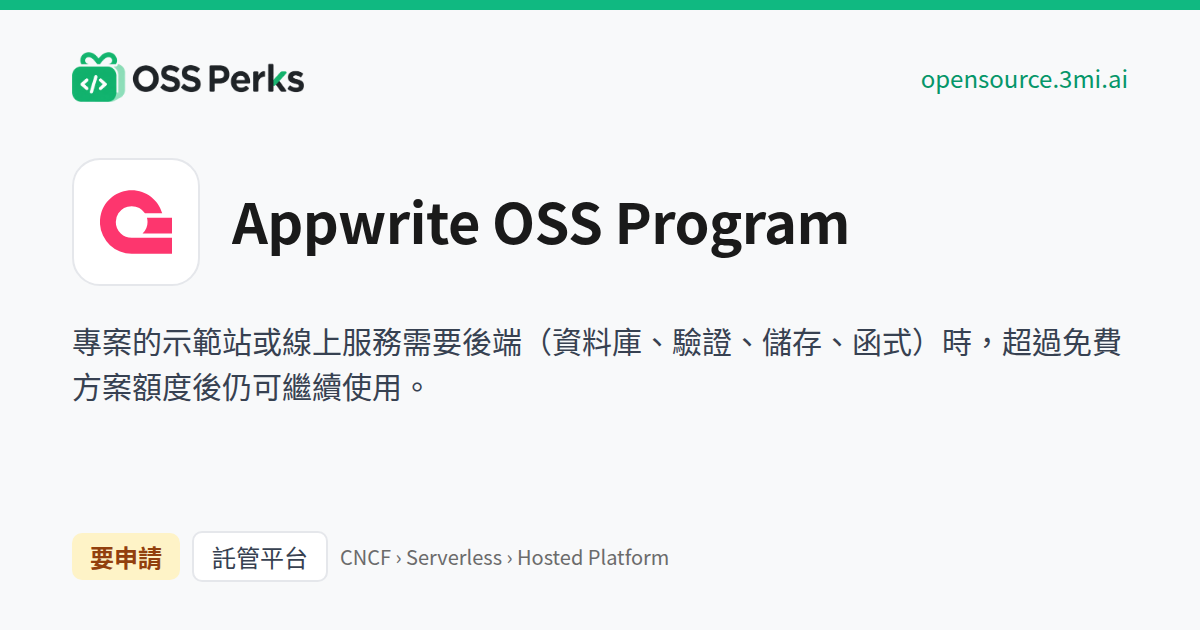 OSS Perks
opensource.3mi.ai
Appwrite OSS Program
專案的示範站或線上服務需要後端（資料庫、驗證、儲存、函式）時，超過免費
方案額度後仍可繼續使用。
要申請
託管平台
CNCF › Serverless › Hosted Platform